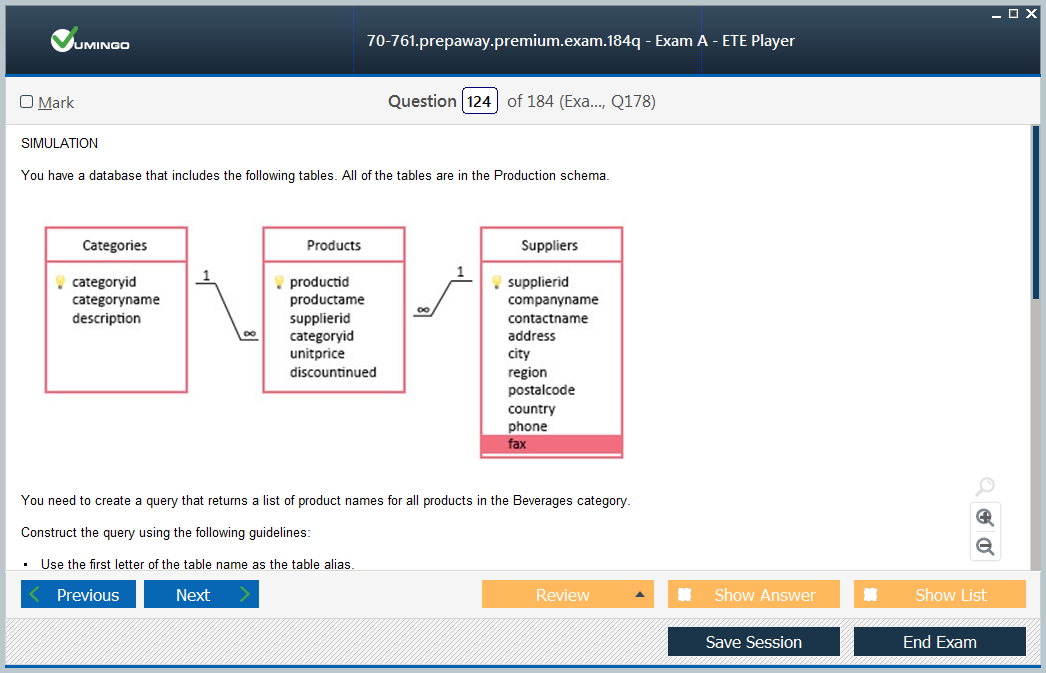 VUMINGO
70-761.prepaway.premium.exam.184q - Exam A - ETE Player
Mark
Question 124 of 184 (Exa..., Q178)
SIMULATION
You have a database that includes the following tables. All of the tables are in the Production schema.
Categories
categoryid
categoryname
description
1
∞
Products
productid
productame
supplierid
categoryid
unitprice
discountinued
1
∞
Suppliers
supplierid
companyname
contactname
address
city
region
postalcode
country
phone
fax
You need to create a query that returns a list of product names for all products in the Beverages category.
Construct the query using the following guidelines:
▪ Use the first letter of the table name as the table alias.
Previous
Next
Review
Show Answer
Show List
Save Session
End Exam